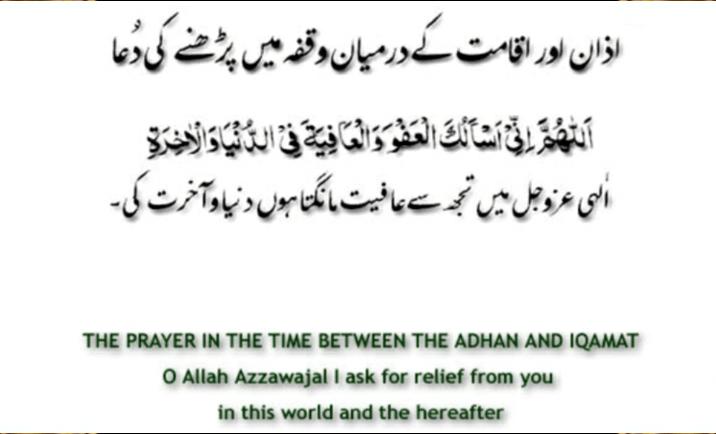 اذان اور اقامت کے درمیان وقفہ میں پڑھنے کی دُعا
اَللّٰهُمَّ اِنِّیْ اَسْأَلُكَ الْعَفْوَ وَالْعَافِیَةَ فِیْ الدُّنْیَا وَالْاٰخِرَةِ
الٰہی عزوجل میں تجھ سے عافیت مانگتا ہوں دنیا و آخرت کی۔
THE PRAYER IN THE TIME BETWEEN THE ADHAN AND IQAMAT
O Allah Azzawajal I ask for relief from you
in this world and the hereafter